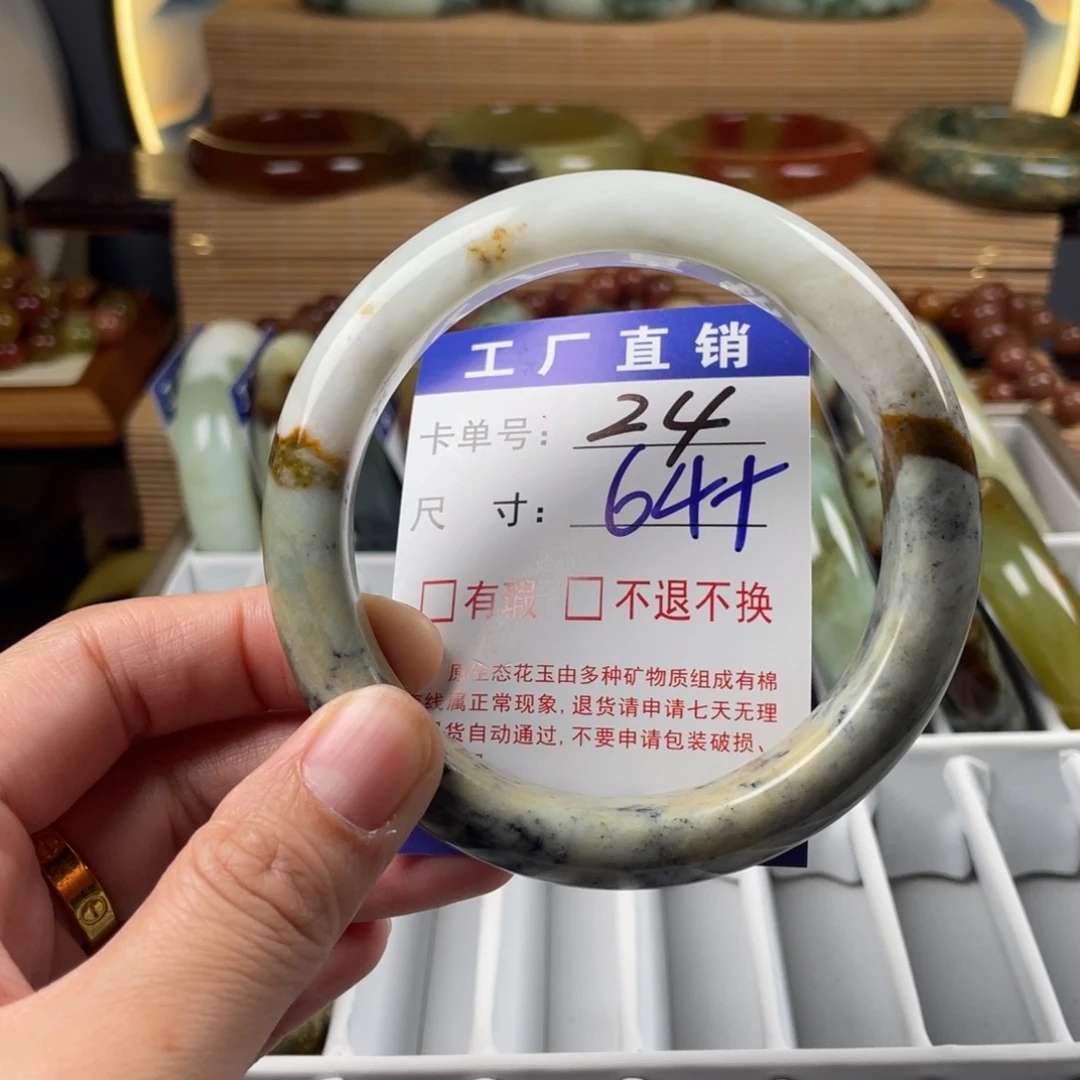 工厂直销
卡单号: 24
尺 寸: 64+
□有瑕 □不退不换
原生态花玉由多种矿物质组成有棉
线属正常现象, 退货请申请七天无理
货自动通过, 不要申请包装破损、